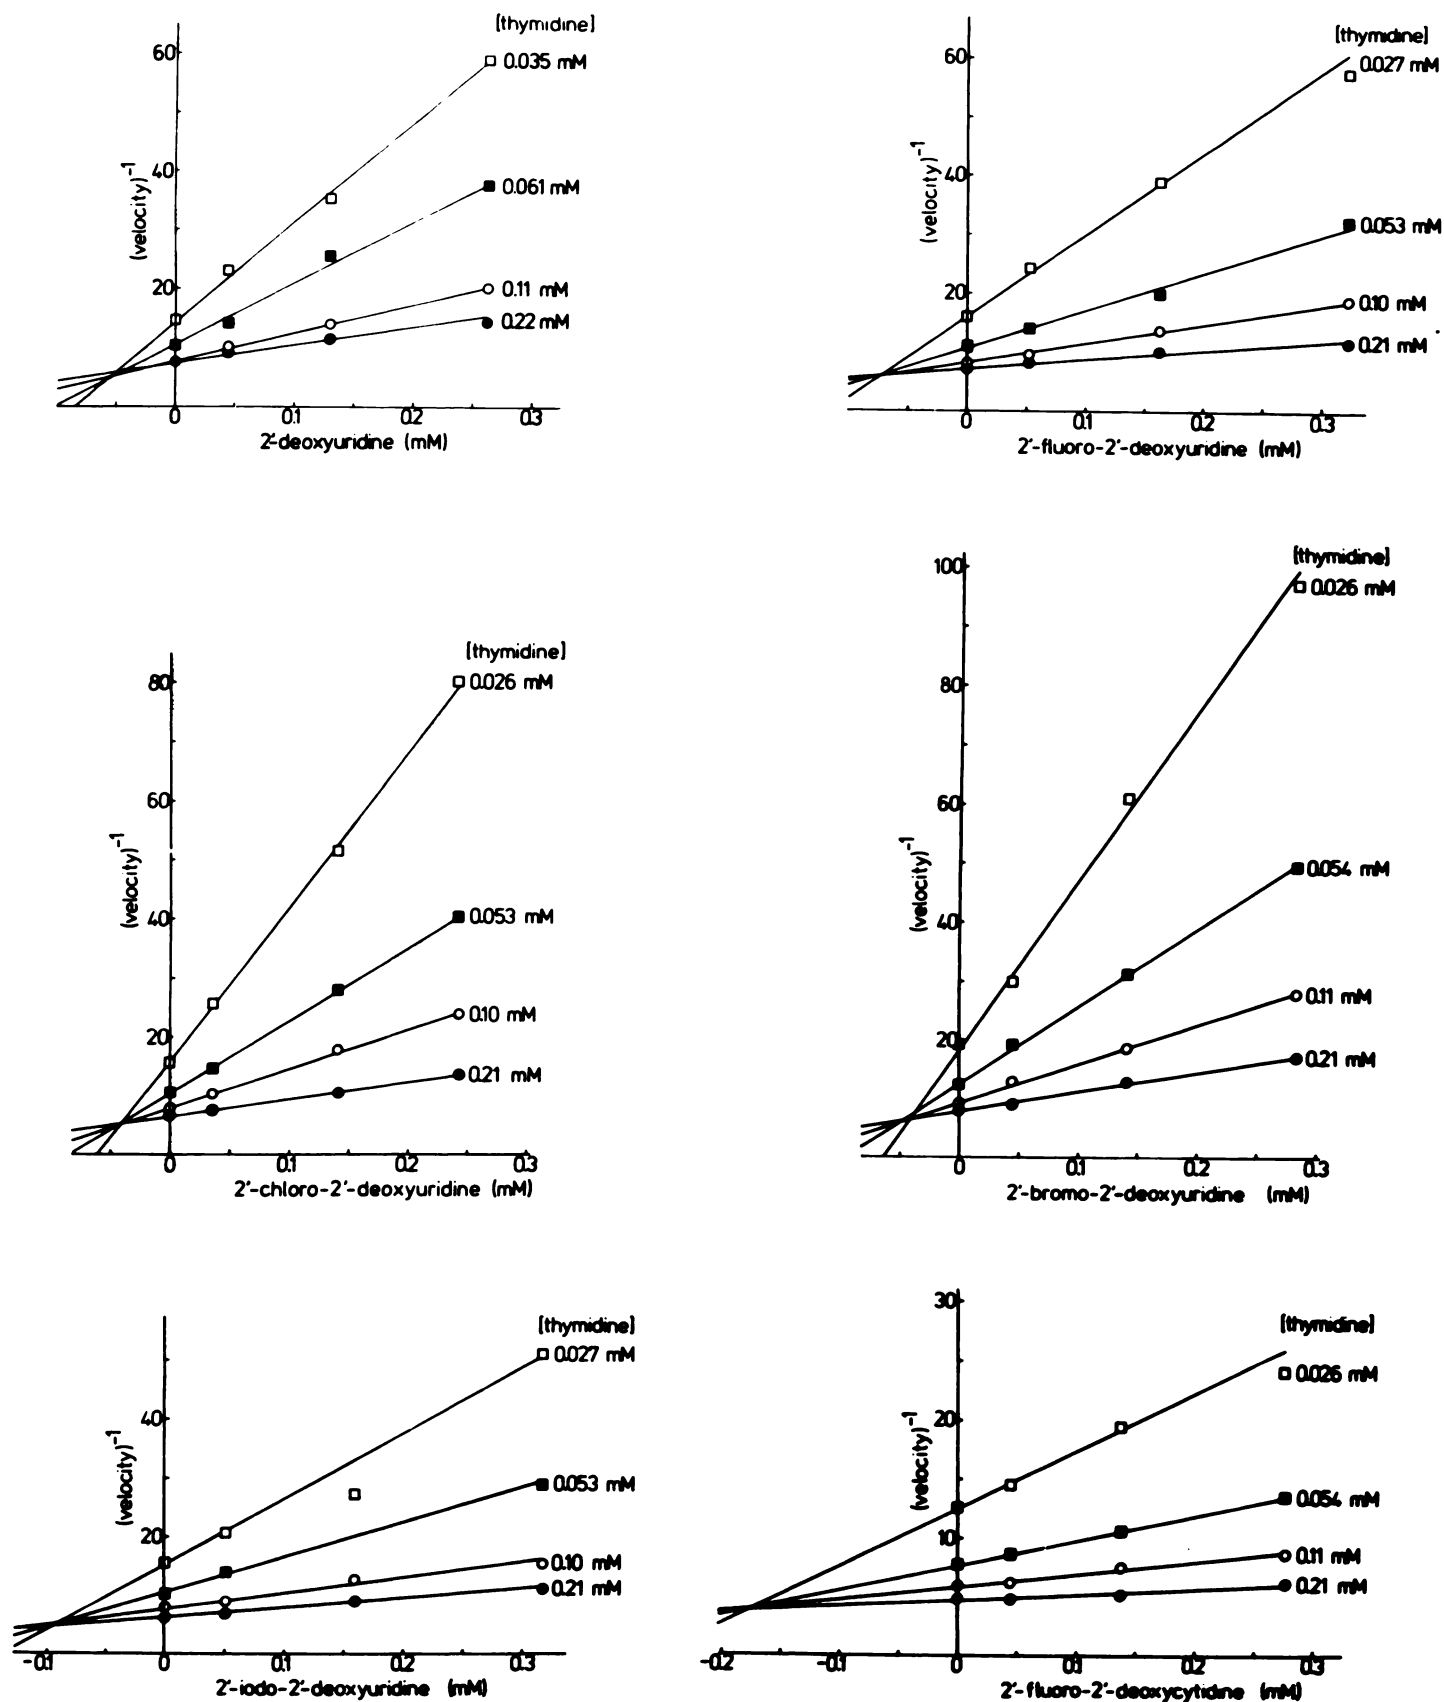 [thymidine]
60
0.035 mM
40
0.061 mM
(velocity)⁻¹
20
0.11 mM
0.22 mM
0
0.1
0.2
0.3
2'-deoxyuridine (mM)
[thymidine]
60
0.027 mM
40
(velocity)⁻¹
0.053 mM
20
0.10 mM
0.21 mM
0
0.1
0.2
0.3
2'-fluoro-2'-deoxyuridine (mM)
[thymidine]
80
0.026 mM
60
(velocity)⁻¹
40
0.053 mM
20
0.10 mM
0.21 mM
0
0.1
0.2
0.3
2'-chloro-2'-deoxyuridine (mM)
[thymidine]
100
0.026 mM
80
60
(velocity)⁻¹
0.054 mM
40
20
0.11 mM
0.21 mM
0
0.1
0.2
0.3
2'-bromo-2'-deoxyuridine (mM)
[thymidine]
0.027 mM
40
(velocity)⁻¹
0.053 mM
20
0.10 mM
0.21 mM
-0.1
0
0.1
0.2
0.3
2'-iodo-2'-deoxyuridine (mM)
30
[thymidine]
0.026 mM
20
(velocity)⁻¹
0.054 mM
10
0.11 mM
0.21 mM
-0.2
-0.1
0
0.1
0.2
0.3
2'-fluoro-2'-deoxycytidine (mM)